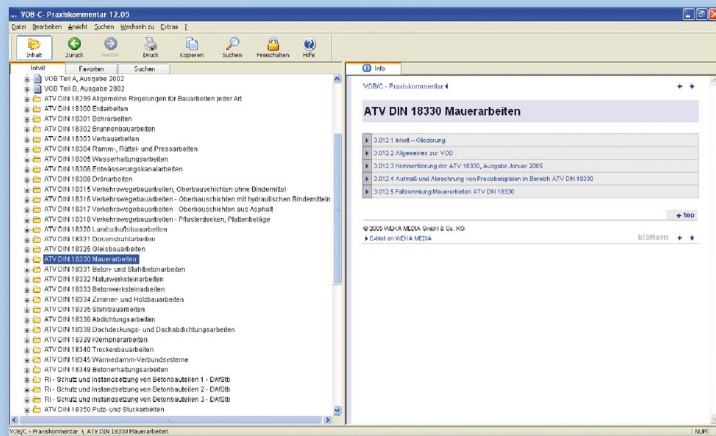 VOB-C- Praxiskommentar 12.05
Datei Bearbeiten Ansicht Suchen Wechseln zu Extras ?
Inhalt Zurück Weiter Druck Kopieren Suchen Freischalten Hilfe
Inhalt Favoriten Suchen
VOB Teil A, Ausgabe 2002
VOB Teil B, Ausgabe 2002
ATV DIN 18299 Allgemeine Regelungen für Bauarbeiten jeder Art
ATV DIN 18300 Erdarbeiten
ATV DIN 18301 Bohrarbeiten
ATV DIN 18302 Brunnenbauarbeiten
ATV DIN 18303 Verbauarbeiten
ATV DIN 18304 Ramm-, Rüttel- und Pressarbeiten
ATV DIN 18305 Wasserhaltungsarbeiten
ATV DIN 18306 Entwässerungskanalarbeiten
ATV DIN 18308 Dränarbeiten
ATV DIN 18315 Verkehrswegebauarbeiten, Oberbauschichten ohne Bindemittel
ATV DIN 18316 Verkehrswegebauarbeiten - Oberbauschichten mit hydraulischen Bindemitteln
ATV DIN 18317 Verkehrswegebauarbeiten - Oberbauschichten aus Asphalt
ATV DIN 18318 Verkehrswegebauarbeiten - Pflasterdecken, Plattenbeläge
ATV DIN 18320 Landschaftsbauarbeiten
ATV DIN 18321 Düsenstrahlarbeiten
ATV DIN 18325 Gleisbauarbeiten
ATV DIN 18330 Mauerarbeiten
ATV DIN 18331 Beton- und Stahlbetonarbeiten
ATV DIN 18332 Naturwerksteinarbeiten
ATV DIN 18333 Betonwerksteinarbeiten
ATV DIN 18334 Zimmer- und Holzbauarbeiten
ATV DIN 18335 Stahlbauarbeiten
ATV DIN 18336 Abdichtungsarbeiten
ATV DIN 18338 Dachdeckungs- und Dachabdichtungsarbeiten
ATV DIN 18339 Klempnerarbeiten
ATV DIN 18340 Trockenbauarbeiten
ATV DIN 18345 Wärmedämm-Verbundsysteme
ATV DIN 18349 Betonerhaltungsarbeiten
Ri - Schutz und Instandsetzung von Betonbauteilen 1 - DAfStb
Ri - Schutz und Instandsetzung von Betonbauteilen 2 - DAfStb
Ri - Schutz und Instandsetzung von Betonbauteilen 3 - DAfStb
ATV DIN 18350 Putz- und Stuckarbeiten
Info
VOB/C - Praxiskommentar
ATV DIN 18330 Mauerarbeiten
3.012.1 Inhalt – Gliederung
3.012.2 Allgemeines zur VOB
3.012.3 Kommentierung der ATV 18330, Ausgabe Januar 2005
3.012.4 Aufmaß und Abrechnung von Praxisbeispielen in Bereich ATV DIN 18330
3.012.5 Fallsammlung Mauerarbeiten ATV DIN 18330
top
© 2005 WEKA MEDIA GmbH & Co. KG
E-Mail an WEKA MEDIA
blättern
VOB/C - Praxiskommentar \ ATV DIN 18330 Mauerarbeiten
NUM